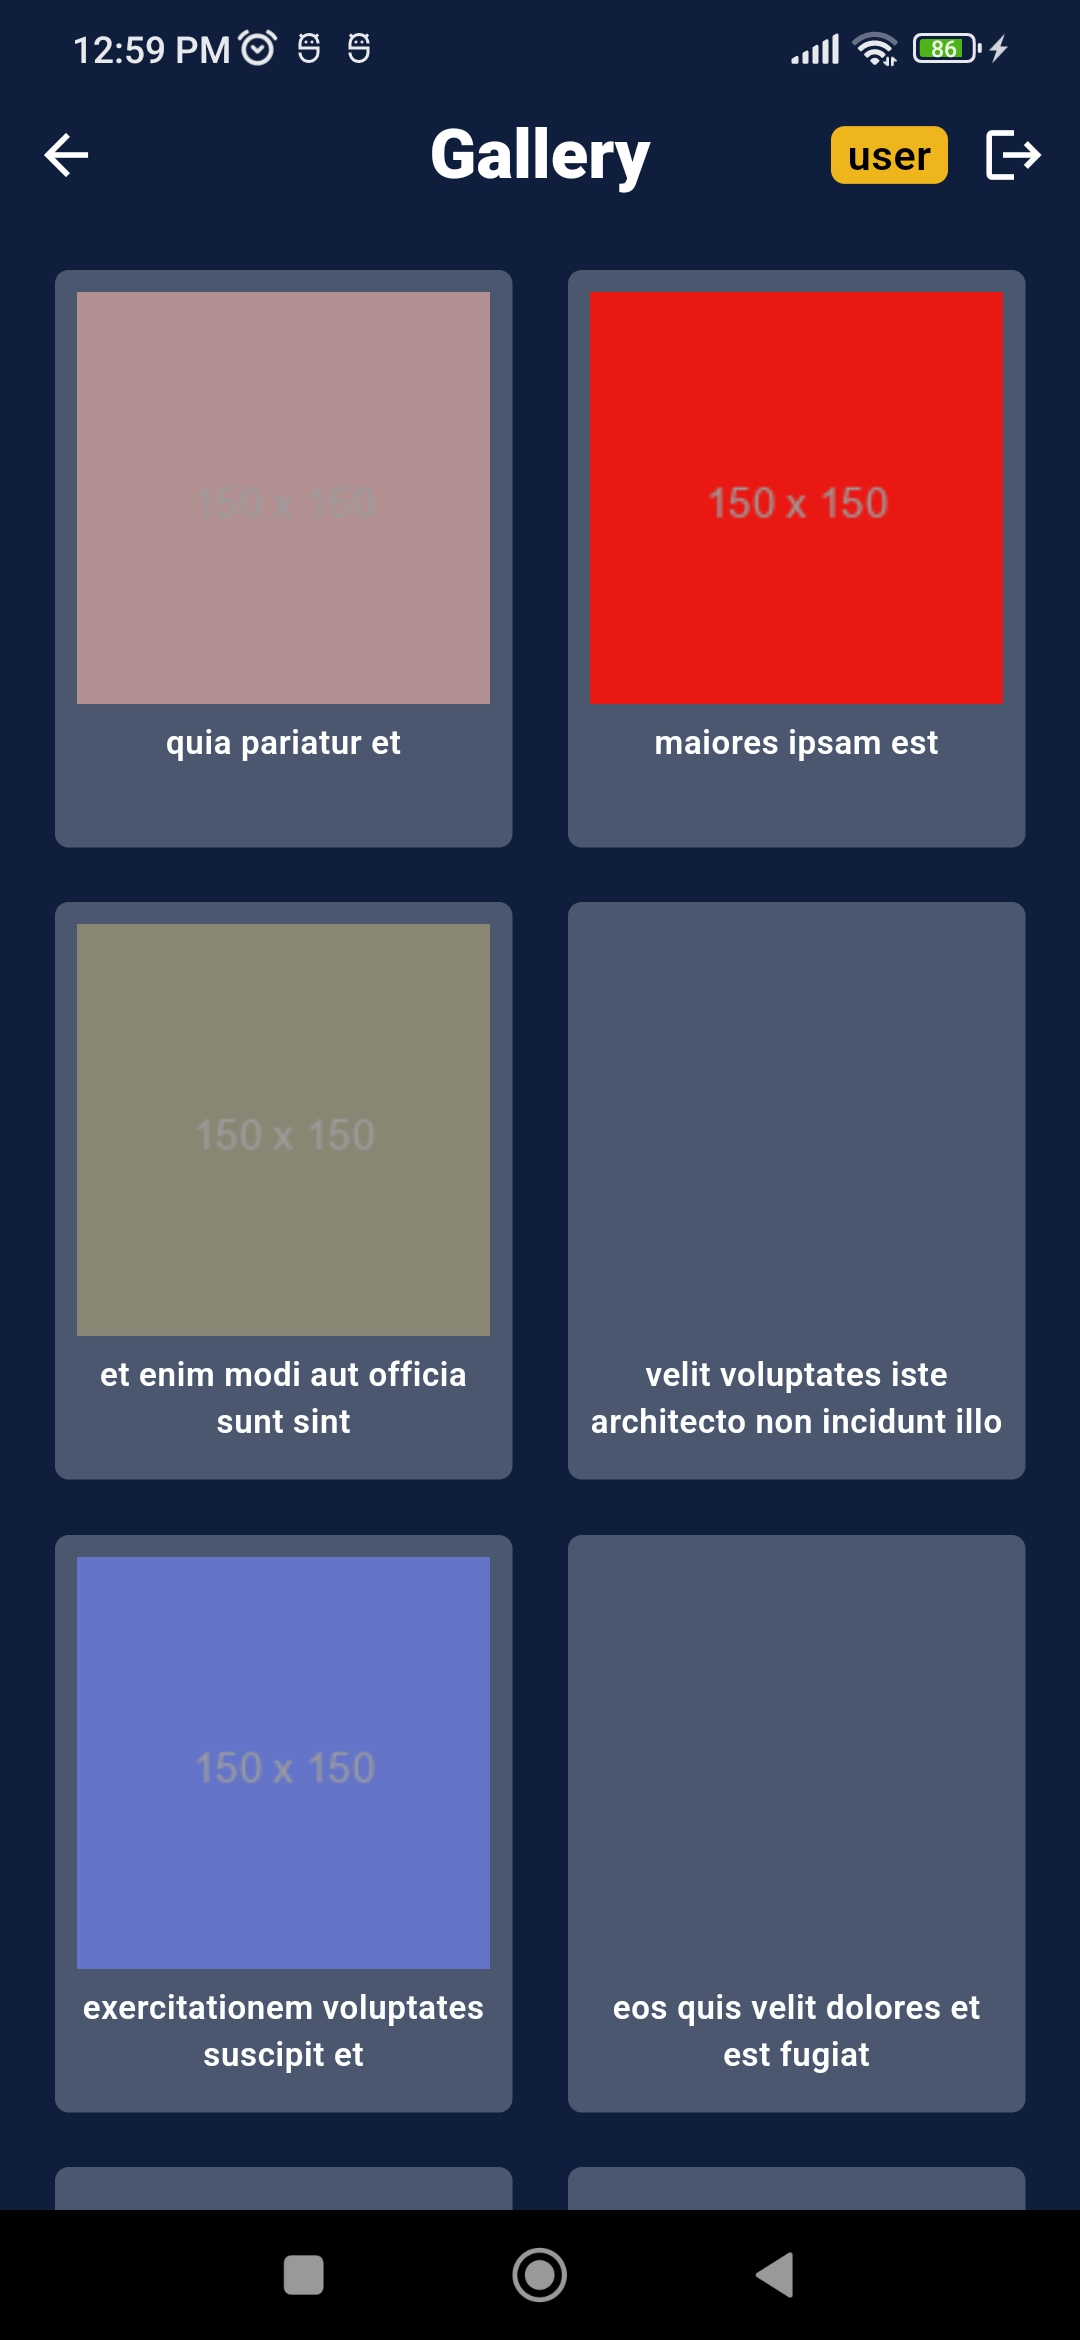 12:59 PM
86
Gallery
user
150 x 150
150 x 150
quia pariatur et
maiores ipsam est
150 x 150
et enim modi aut officia
sunt sint
velit voluptates iste
architecto non incidunt illo
150 x 150
exercitationem voluptates
suscipit et
eos quis velit dolores et
est fugiat